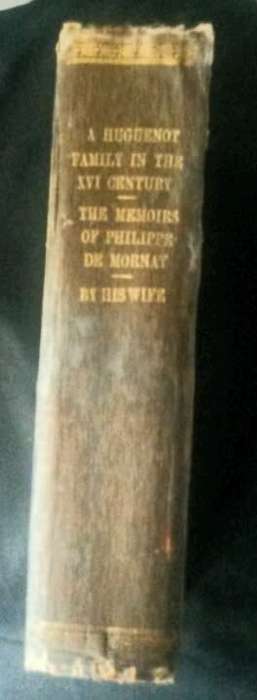 A HUGUENOT
FAMILY IN THE
XVI CENTURY
THE MEMOIRS
OF PHILIPPE
DE MORNAY
BY HIS WIFE